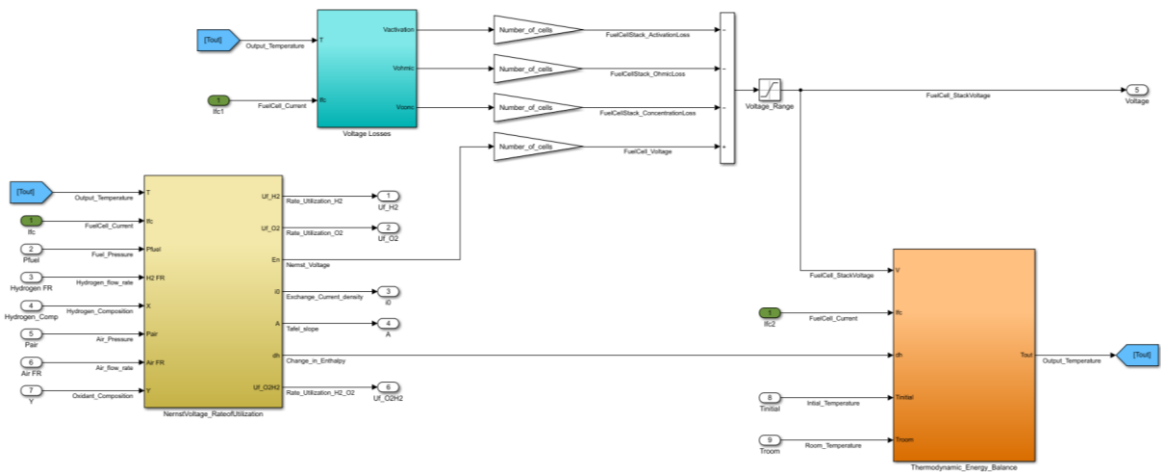 [Tout]
Output_Temperature
1
Ifc1
FuelCell_Current
T
Ifc
Vactivation
Vohmic
Vconc
Voltage Losses
Number_of_cells
FuelCellStack_ActivationLoss
Number_of_cells
FuelCellStack_OhmicLoss
Number_of_cells
FuelCellStack_ConcentrationLoss
Number_of_cells
FuelCell_Voltage
-
-
-
+
Voltage_Range
FuelCell_StackVoltage
5
Voltage
[Tout]
Output_Temperature
1
Ifc
FuelCell_Current
2
Pfuel
Fuel_Pressure
3
Hydrogen FR
Hydrogen_flow_rate
4
Hydrogen_Comp
Hydrogen_Composition
5
Pair
Air_Pressure
6
Air FR
Air_flow_rate
7
Y
Oxidant_Composition
T
Ifc
Pfuel
H2 FR
X
Pair
Air FR
Y
Uf_H2
Uf_O2
En
i0
A
dh
Uf_O2H2
NernstVoltage_RateofUtilization
Rate_Utilization_H2
1
Uf_H2
Rate_Utilization_O2
2
Uf_O2
Nernst_Voltage
Exchange_Current_density
3
i0
Tafel_slope
4
A
Change_in_Enthalpy
Rate_Utilization_H2_O2
6
Uf_O2H2
FuelCell_StackVoltage
1
Ifc2
FuelCell_Current
8
Tinitial
Intial_Temperature
9
Troom
Room_Temperature
V
Ifc
dh
Tinitial
Troom
Tout
Thermodynamic_Energy_Balance
Output_Temperature
[Tout]